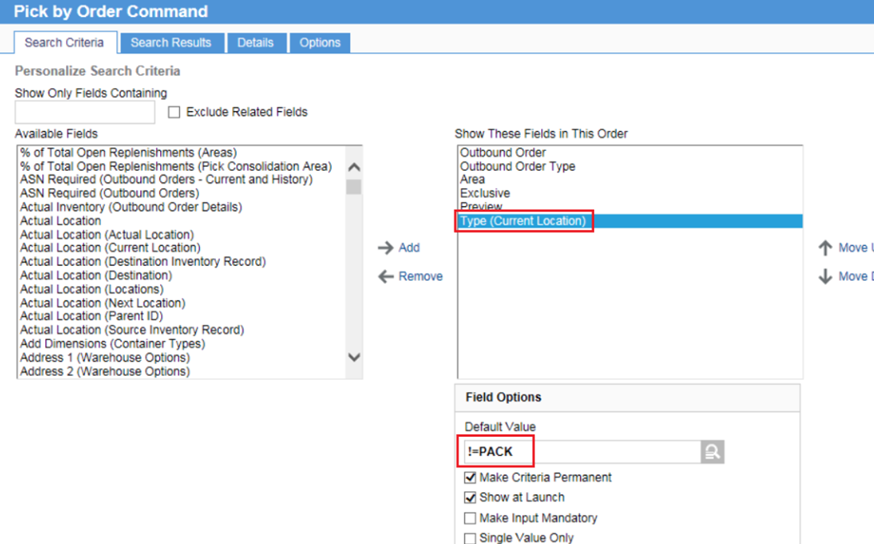 Pick by Order Command
Search Criteria
Search Results
Details
Options
Personalize Search Criteria
Show Only Fields Containing
Exclude Related Fields
Available Fields
% of Total Open Replenishments (Areas)
% of Total Open Replenishments (Pick Consolidation Area)
ASN Required (Outbound Orders - Current and History)
ASN Required (Outbound Orders)
Actual Inventory (Outbound Order Details)
Actual Location
Actual Location (Actual Location)
Actual Location (Current Location)
Actual Location (Destination Inventory Record)
Actual Location (Destination)
Actual Location (Locations)
Actual Location (Next Location)
Actual Location (Parent ID)
Actual Location (Source Inventory Record)
Add Dimensions (Container Types)
Address 1 (Warehouse Options)
Address 2 (Warehouse Options)
Add
Remove
Show These Fields in This Order
Outbound Order
Outbound Order Type
Area
Exclusive
Preview
Type (Current Location)
Move U
Move D
Field Options
Default Value
!=PACK
Make Criteria Permanent
Show at Launch
Make Input Mandatory
Single Value Only